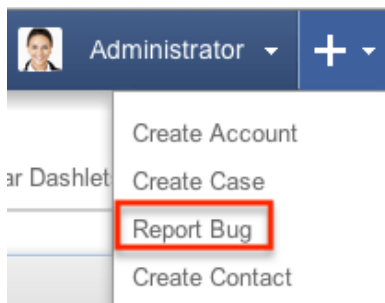 Administrator
Create Account
ar Dashlet
Create Case
Report Bug
Create Contact